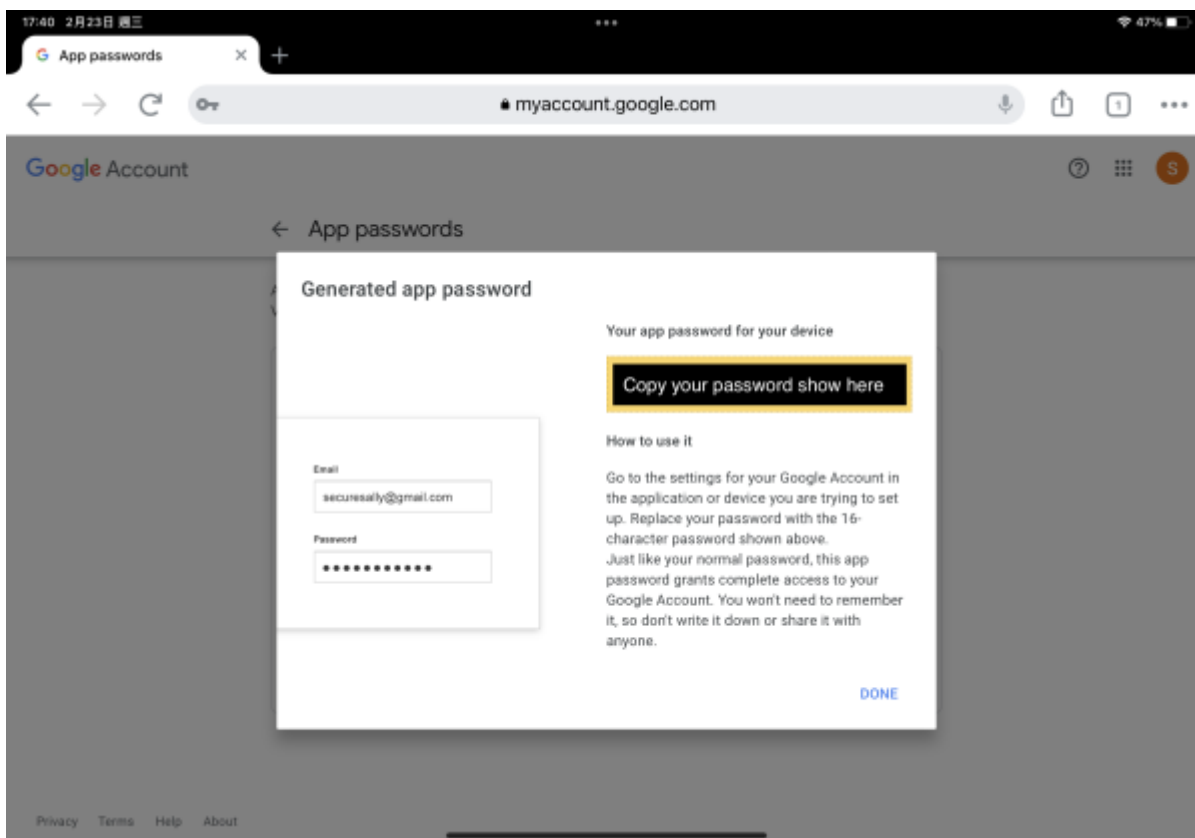 17:40 2月23日 週三
47%
App passwords
myaccount.google.com
1
Google Account
S
App passwords
Generated app password
Your app password for your device
Copy your password show here
How to use it
Email
securesally@gmail.com
Password
Go to the settings for your Google Account in
the application or device you are trying to set
up. Replace your password with the 16-
character password shown above.
Just like your normal password, this app
password grants complete access to your
Google Account. You won't need to remember
it, so don't write it down or share it with
anyone.
DONE
Privacy Terms Help About